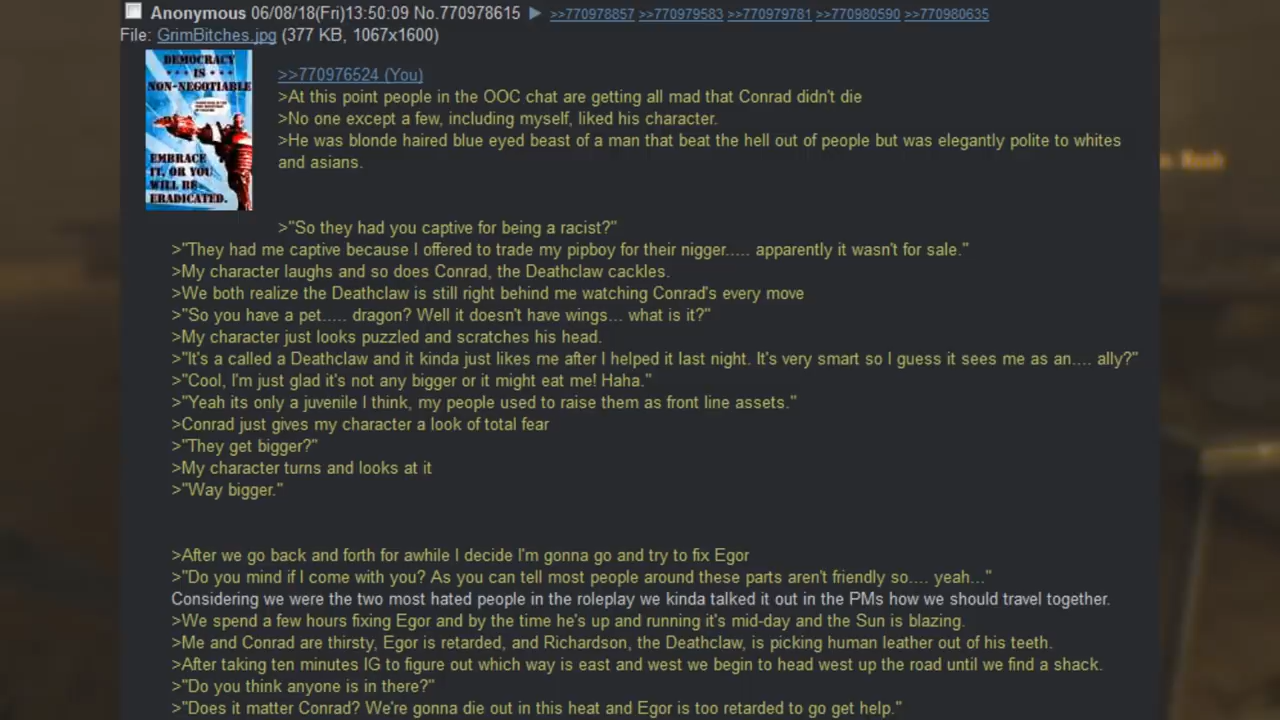 Anonymous 06/08/18(Fri)13:50:09 No.770978615 ▶ >>770978857 >>770979583 >>770979781 >>770980590 >>770980635
File: GrimBitches.jpg (377 KB, 1067x1600)
DEMOCRACY
IS
NON-NEGOTIABLE
EMBRACE
IT, OR YOU
WILL BE
ERADICATED.
>>770976524 (You)
>At this point people in the OOC chat are getting all mad that Conrad didn't die
>No one except a few, including myself, liked his character.
>He was blonde haired blue eyed beast of a man that beat the hell out of people but was elegantly polite to whites
and asians.
>"So they had you captive for being a racist?"
>"They had me captive because I offered to trade my pipboy for their nigger..... apparently it wasn't for sale."
>My character laughs and so does Conrad, the Deathclaw cackles.
>We both realize the Deathclaw is still right behind me watching Conrad's every move
>"So you have a pet..... dragon? Well it doesn't have wings... what is it?"
>My character just looks puzzled and scratches his head.
>"It's a called a Deathclaw and it kinda just likes me after I helped it last night. It's very smart so I guess it sees me as an.... ally?"
>"Cool, I'm just glad it's not any bigger or it might eat me! Haha."
>"Yeah its only a juvenile I think, my people used to raise them as front line assets."
>Conrad just gives my character a look of total fear
>"They get bigger?"
>My character turns and looks at it
>"Way bigger."
>After we go back and forth for awhile I decide I'm gonna go and try to fix Egor
>"Do you mind if I come with you? As you can tell most people around these parts aren't friendly so.... yeah..."
Considering we were the two most hated people in the roleplay we kinda talked it out in the PMs how we should travel together.
>We spend a few hours fixing Egor and by the time he's up and running it's mid-day and the Sun is blazing.
>Me and Conrad are thirsty, Egor is retarded, and Richardson, the Deathclaw, is picking human leather out of his teeth.
>After taking ten minutes IG to figure out which way is east and west we begin to head west up the road until we find a shack.
>"Do you think anyone is in there?"
>"Does it matter Conrad? We're gonna die out in this heat and Egor is too retarded to go get help."